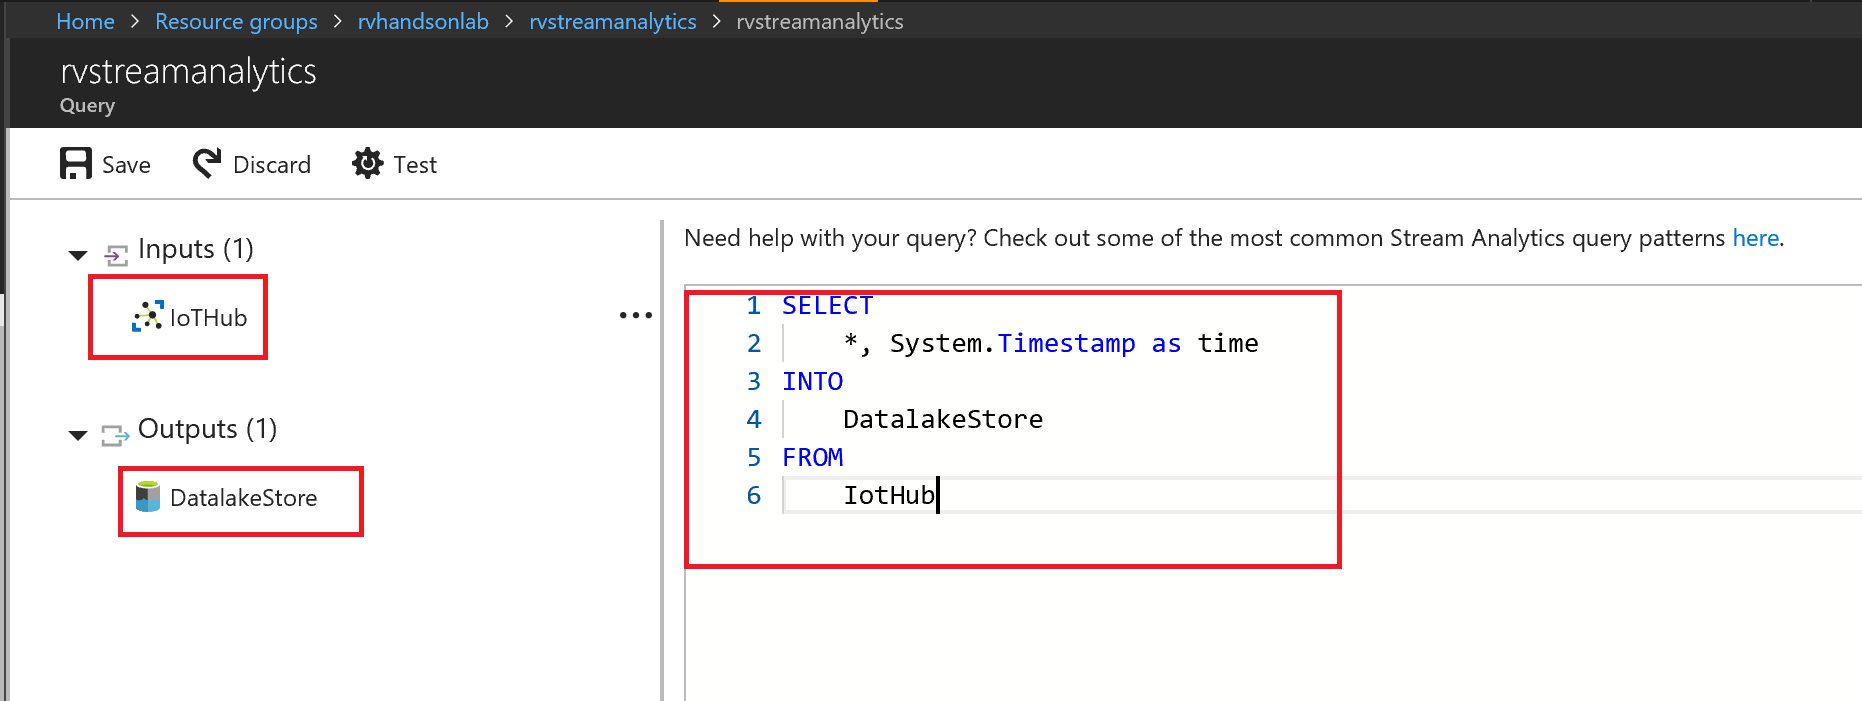 Home > Resource groups > rvhandsonlab > rvstreamanalytics > rvstreamanalytics
rvstreamanalytics
Query
Save Discard Test
Inputs (1)
IoTHub
...
Outputs (1)
DatalakeStore
Need help with your query? Check out some of the most common Stream Analytics query patterns here.
1 SELECT
2 *, System.Timestamp as time
3 INTO
4 DatalakeStore
5 FROM
6 IotHub